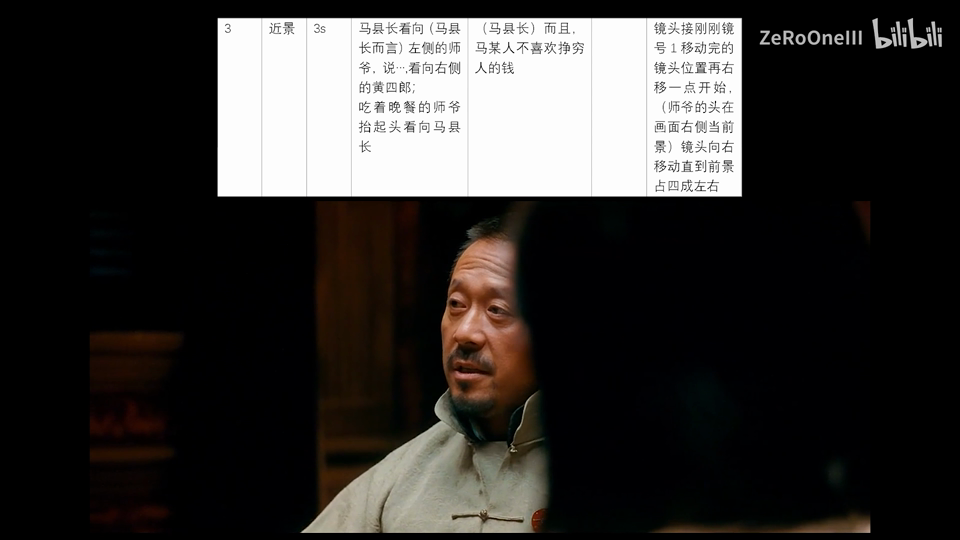 3
近景
3s
马县长看向（马县
长而言）左侧的师
爷，说…,看向右侧
的黄四郎；
吃着晚餐的师爷
抬起头看向马县
长
（马县长）而且，
马某人不喜欢挣穷
人的钱
镜头接刚刚镜
号 1 移动完的
镜头位置再右
移一点开始，
（师爷的头在
画面右侧当前
景）镜头向右
移动直到前景
占四成左右
ZeRoOneIII bilibili